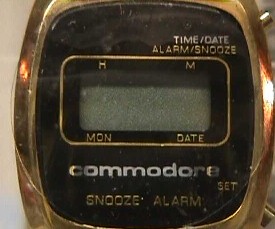 TIME/DATE
ALARM/SNOOZE
H M
MON DATE
commodore
SET
SNOOZE ALARM